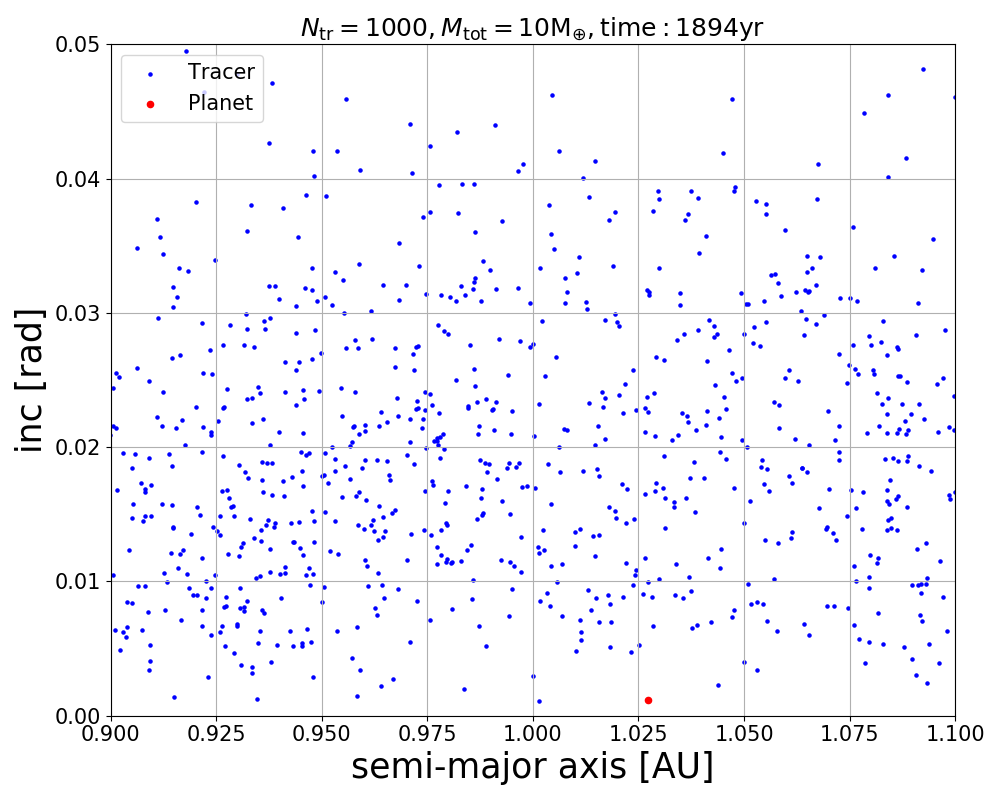 N_tr = 1000, M_tot = 10M_⊕, time : 1894yr
0.05
Tracer
Planet
0.04
0.03
inc [rad]
0.02
0.01
0.00
0.900 0.925 0.950 0.975 1.000 1.025 1.050 1.075 1.100
semi-major axis [AU]